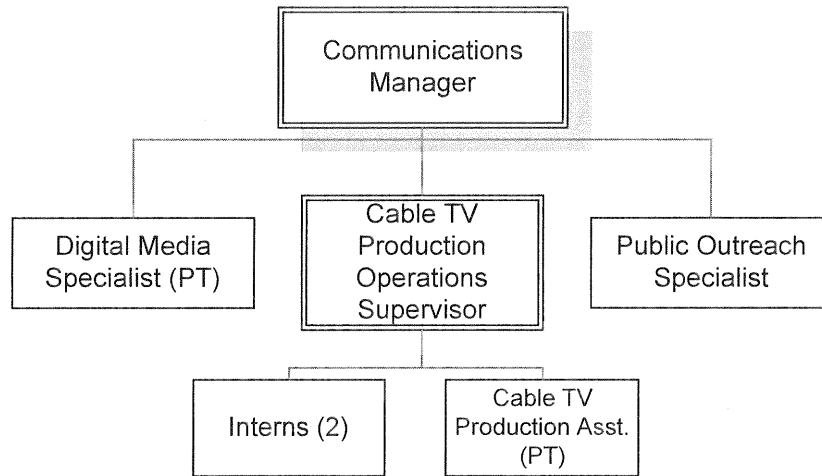 Communications
Manager
Digital Media
Specialist (PT)
Cable TV
Production
Operations
Supervisor
Public Outreach
Specialist
Interns (2)
Cable TV
Production Asst.
(PT)